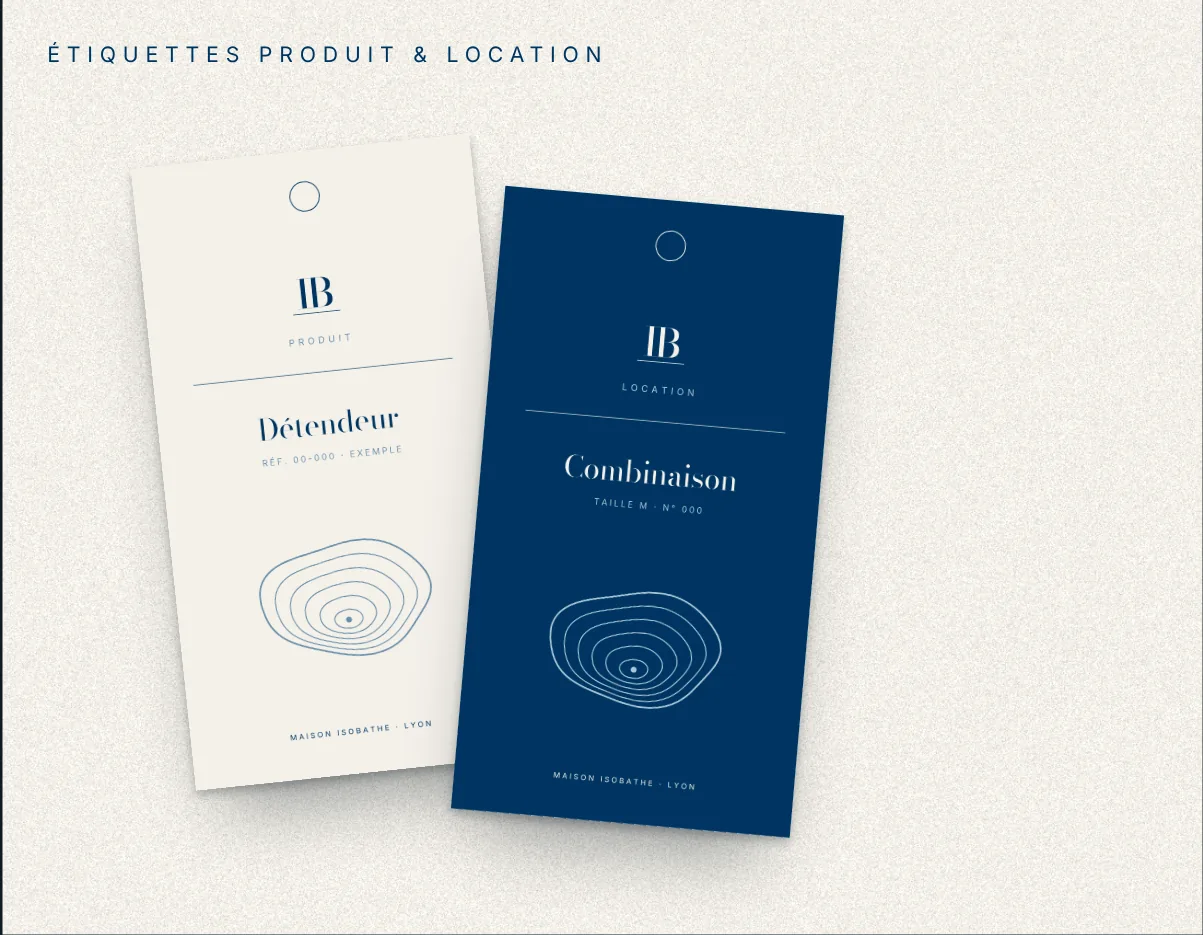 ÉTIQUETTES PRODUIT & LOCATION
IB
PRODUIT
Détendeur
RÉF. 00-000 · EXEMPLE
MAISON ISOBATHE · LYON
IB
LOCATION
Combinaison
TAILLE M · N° 000
MAISON ISOBATHE · LYON